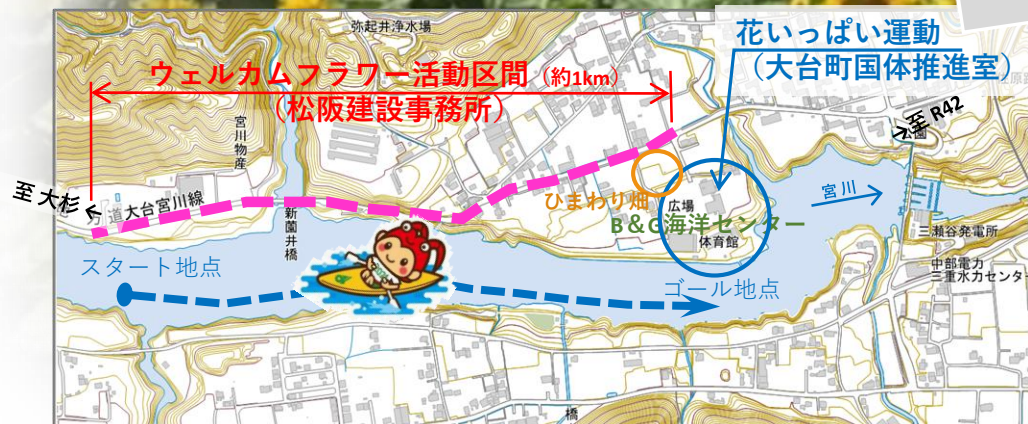 弥起井浄水場
花いっぱい運動
(大台町国体推進室)
ウェルカムフラワー活動区間(約1km)
(松阪建設事務所)
至 R42
宮川物産
至 大杉
道大台宮川線
新薗井橋
ひまわり畑
広場
B&G海洋センター
体育館
宮川
三瀬谷発電所
中部電力
三重水力センター
スタート地点
ゴール地点
橋